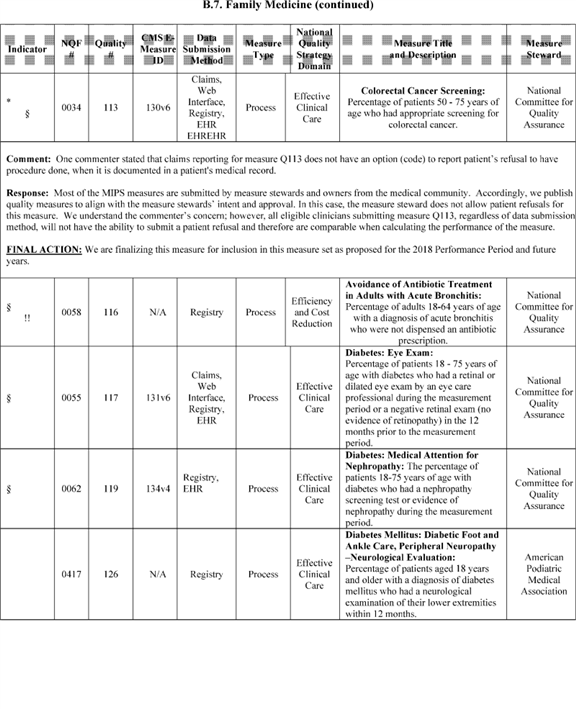 B.7. Family Medicine (continued)
Indicator
NQF
#
Quality
#
CMS E-
Measure
ID
Data
Submission
Method
Measure
Type
National
Quality
Strategy
Domain
Measure Title
and Description
Measure
Steward
*
§
0034
113
130v6
Claims,
Web
Interface,
Registry,
EHR
EHREHR
Process
Effective
Clinical
Care
Colorectal Cancer Screening:
Percentage of patients 50 - 75 years of
age who had appropriate screening for
colorectal cancer.
National
Committee for
Quality
Assurance
Comment: One commenter stated that claims reporting for measure Q113 does not have an option (code) to report patient's refusal to have
procedure done, when it is documented in a patient's medical record.
Response: Most of the MIPS measures are submitted by measure stewards and owners from the medical community. Accordingly, we publish
quality measures to align with the measure stewards' intent and approval. In this case, the measure steward does not allow patient refusals for
this measure. We understand the commenter's concern; however, all eligible clinicians submitting measure Q113, regardless of data submission
method, will not have the ability to submit a patient refusal and therefore are comparable when calculating the performance of the measure.
FINAL ACTION: We are finalizing this measure for inclusion in this measure set as proposed for the 2018 Performance Period and future
years.
§
!!
0058
116
N/A
Registry
Process
Efficiency
and Cost
Reduction
Avoidance of Antibiotic Treatment
in Adults with Acute Bronchitis:
Percentage of adults 18-64 years of age
with a diagnosis of acute bronchitis
who were not dispensed an antibiotic
prescription.
National
Committee for
Quality
Assurance
§
0055
117
131v6
Claims,
Web
Interface,
Registry,
EHR
Process
Effective
Clinical
Care
Diabetes: Eye Exam:
Percentage of patients 18 - 75 years of
age with diabetes who had a retinal or
dilated eye exam by an eye care
professional during the measurement
period or a negative retinal exam (no
evidence of retinopathy) in the 12
months prior to the measurement
period.
National
Committee for
Quality
Assurance
§
0062
119
134v4
Registry,
EHR
Process
Effective
Clinical
Care
Diabetes: Medical Attention for
Nephropathy: The percentage of
patients 18-75 years of age with
diabetes who had a nephropathy
screening test or evidence of
nephropathy during the measurement
period.
National
Committee for
Quality
Assurance
0417
126
N/A
Registry
Process
Effective
Clinical
Care
Diabetes Mellitus: Diabetic Foot and
Ankle Care, Peripheral Neuropathy
–Neurological Evaluation:
Percentage of patients aged 18 years
and older with a diagnosis of diabetes
mellitus who had a neurological
examination of their lower extremities
within 12 months.
American
Podiatric
Medical
Association